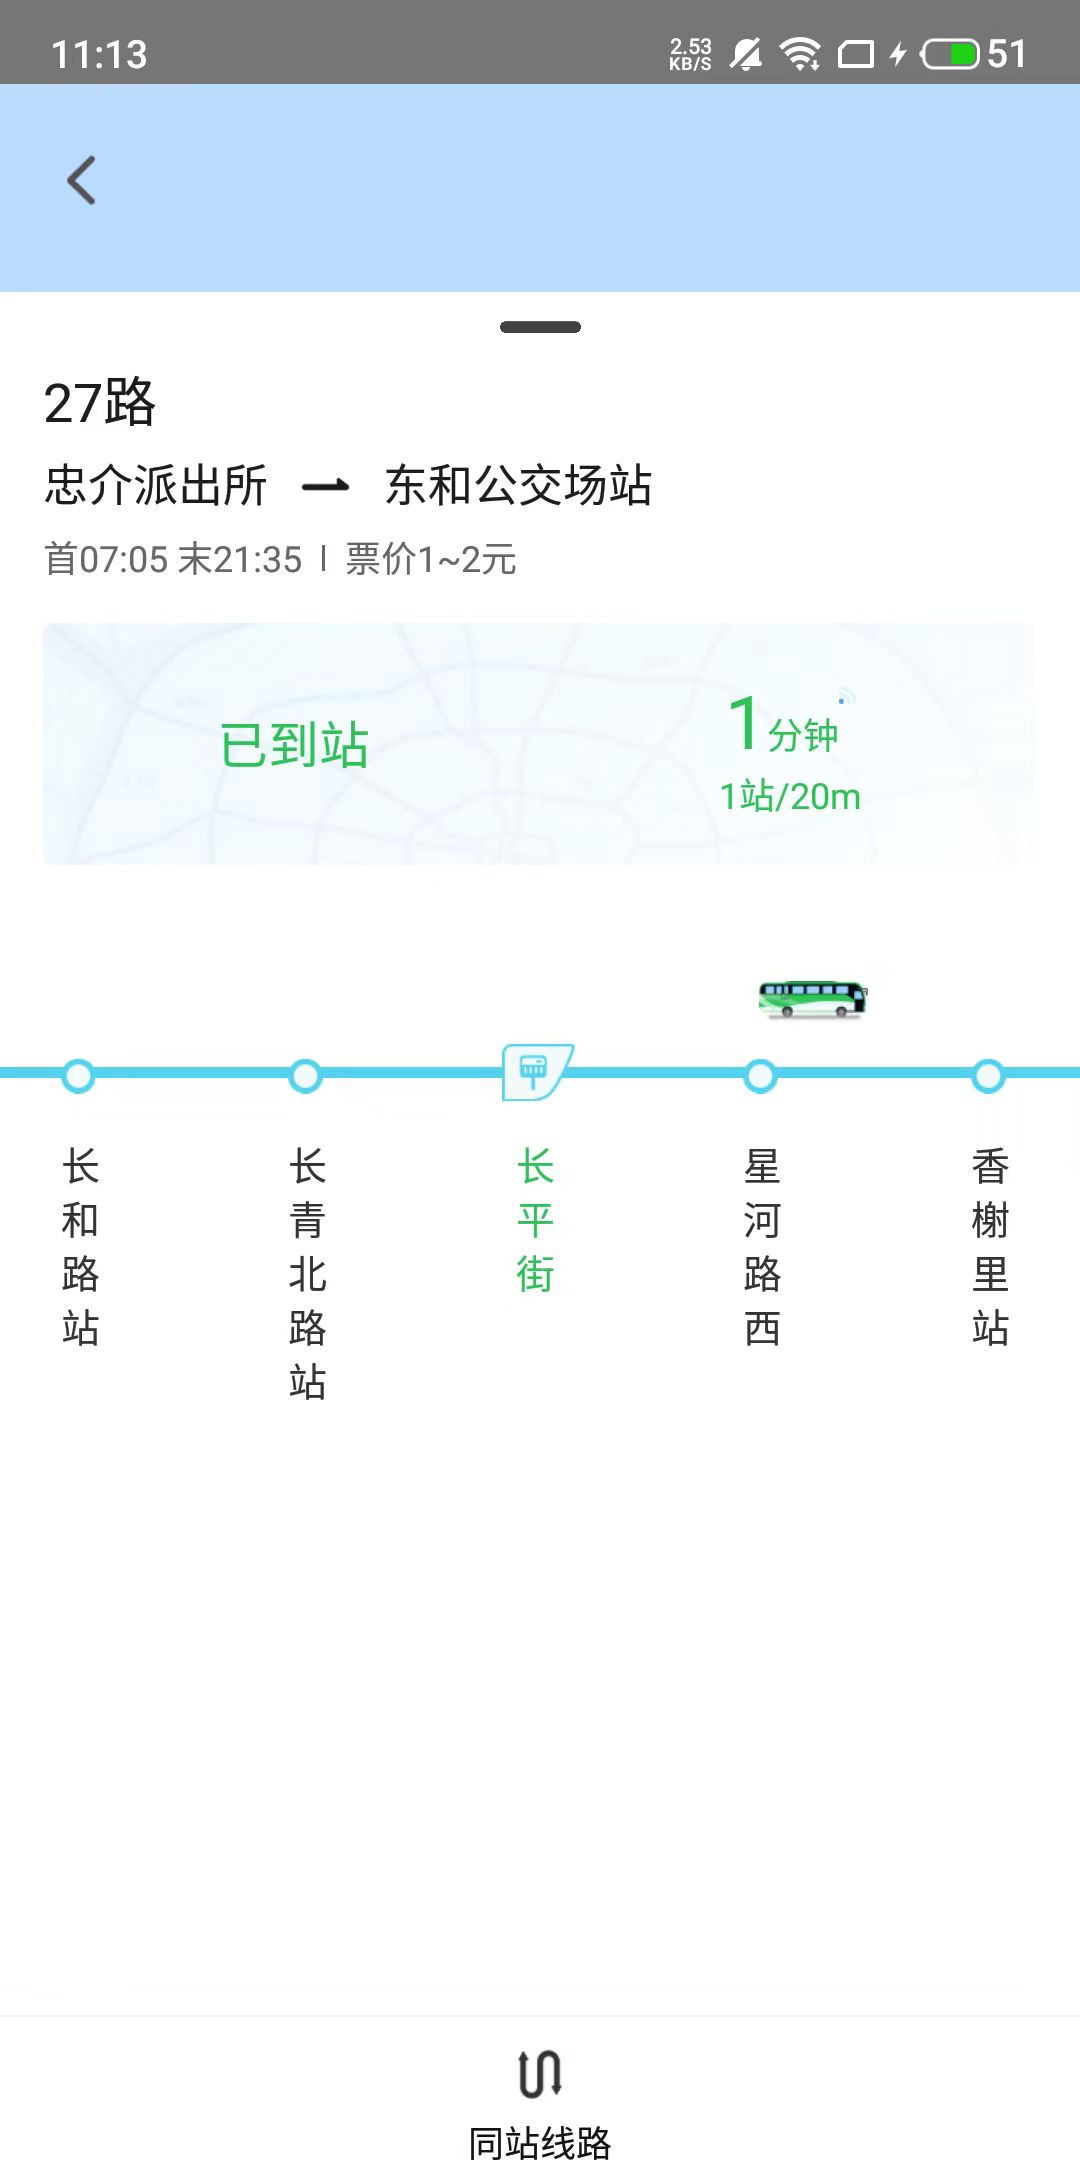 11:13
2.53
KB/S
51
27路
忠介派出所 东和公交场站
首07:05 末21:35 | 票价1~2元
已到站
1分钟
1站/20m
长和路站
长青北路站
长平街
星河路西
香榭里站
同站线路